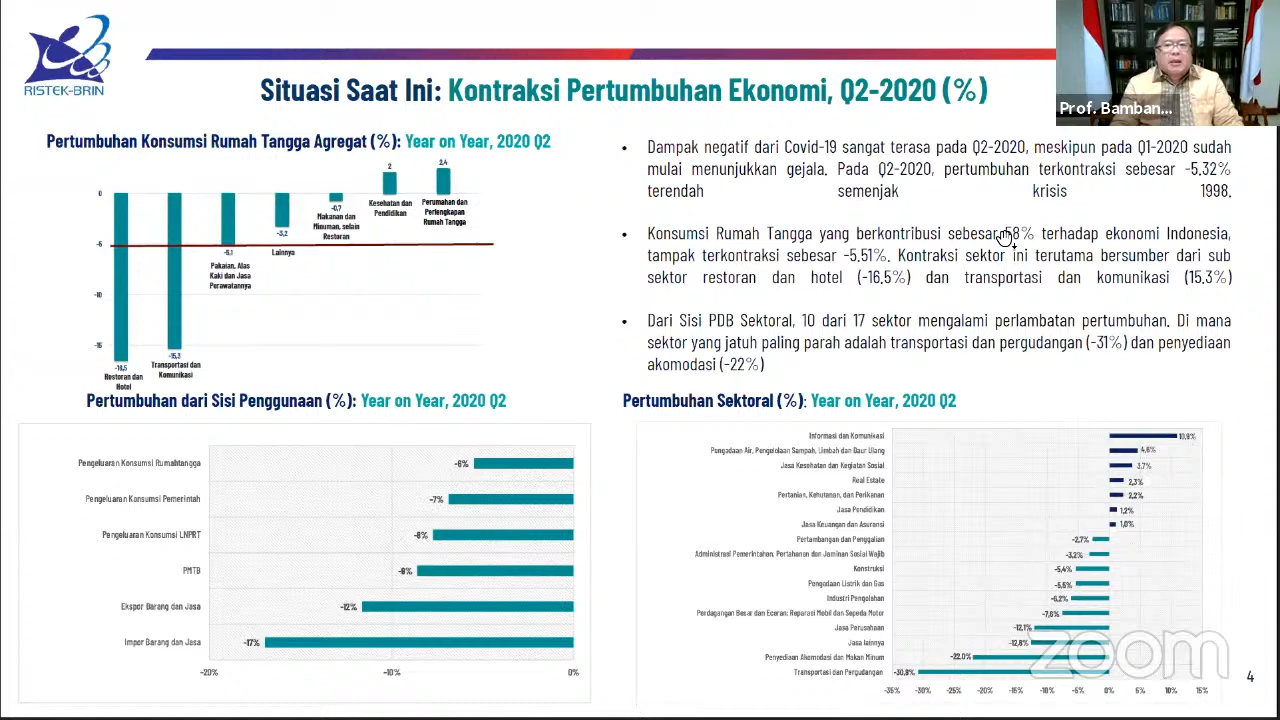 RISTEK-BRIN
Situasi Saat Ini: Kontraksi Pertumbuhan Ekonomi, Q2-2020 (%)
Prof. Bamban...
Pertumbuhan Konsumsi Rumah Tangga Agregat (%): Year on Year, 2020 Q2
2
2,4
0
-0,7
Makanan dan
Minuman, selain
Restoran
Kesehatan dan
Pendidikan
Perumahan dan
Perlengkapan
Rumah Tangga
-3,2
Lainnya
-5
-5,1
Pakaian, Alas
Kaki dan Jasa
Perawatannya
-10
-15
-15,3
Transportasi dan
Komunikasi
-16,5
Restoran dan
Hotel
• Dampak negatif dari Covid-19 sangat terasa pada Q2-2020, meskipun pada Q1-2020 sudah
mulai menunjukkan gejala. Pada Q2-2020, pertumbuhan terkontraksi sebesar -5.32%
terendah semenjak krisis 1998.
• Konsumsi Rumah Tangga yang berkontribusi sebesar 58% terhadap ekonomi Indonesia,
tampak terkontraksi sebesar -5.51%. Kontraksi sektor ini terutama bersumber dari sub
sektor restoran dan hotel (-16.5%) dan transportasi dan komunikasi (15.3%)
• Dari Sisi PDB Sektoral, 10 dari 17 sektor mengalami perlambatan pertumbuhan. Di mana
sektor yang jatuh paling parah adalah transportasi dan pergudangan (-31%) dan penyediaan
akomodasi (-22%)
Pertumbuhan dari Sisi Penggunaan (%): Year on Year, 2020 Q2
Pengeluaran Konsumsi Rumahtangga -6%
Pengeluaran Konsumsi Pemerintah -7%
Pengeluaran Konsumsi LNPRT -8%
PMTB -9%
Ekspor Barang dan Jasa -12%
Impor Barang dan Jasa -17%
-20% -10% 0%
Pertumbuhan Sektoral (%): Year on Year, 2020 Q2
Informasi dan Komunikasi 10,9%
Pengadaan Air, Pengelolaan Sampah, Limbah dan Daur Ulang 4,6%
Jasa Kesehatan dan Kegiatan Sosial 3,7%
Real Estate 2,3%
Pertanian, Kehutanan, dan Perikanan 2,2%
Jasa Pendidikan 1,2%
Jasa Keuangan dan Asuransi 1,0%
Pertambangan dan Penggalian -2,7%
Administrasi Pemerintahan, Pertahanan dan Jaminan Sosial Wajib -3,2%
Konstruksi -5,4%
Pengadaan Listrik dan Gas -5,5%
Industri Pengolahan -6,2%
Perdagangan Besar dan Eceran; Reparasi Mobil dan Sepeda Motor -7,6%
Jasa Perusahaan -12,1%
Jasa lainnya -12,6%
Penyediaan Akomodasi dan Makan Minum -22,0%
Transportasi dan Pergudangan -30,8%
-35% -30% -25% -20% -15% -10% -5% 0% 5% 10% 15%
zoom
4